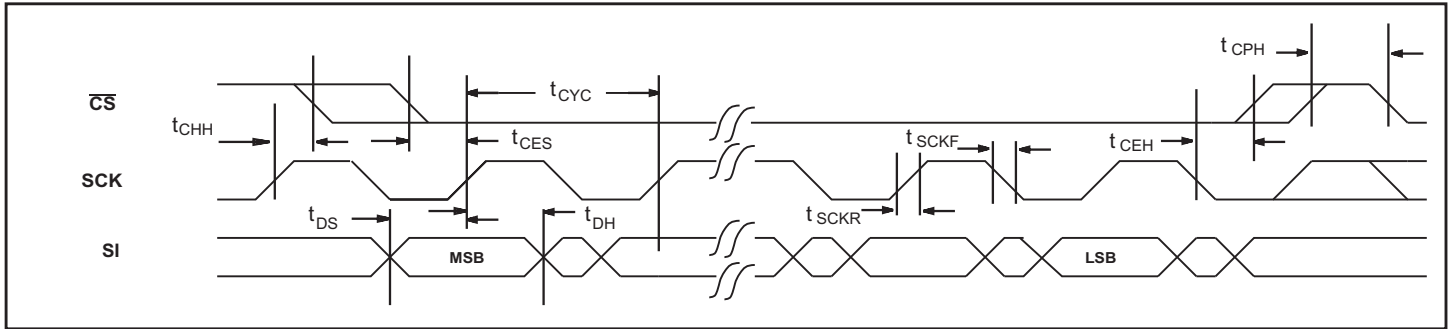 t CPH
CS
t CYC
t CHH
t CES
t SCKF
t CEH
SCK
t DS
t DH
t SCKR
SI
MSB
LSB